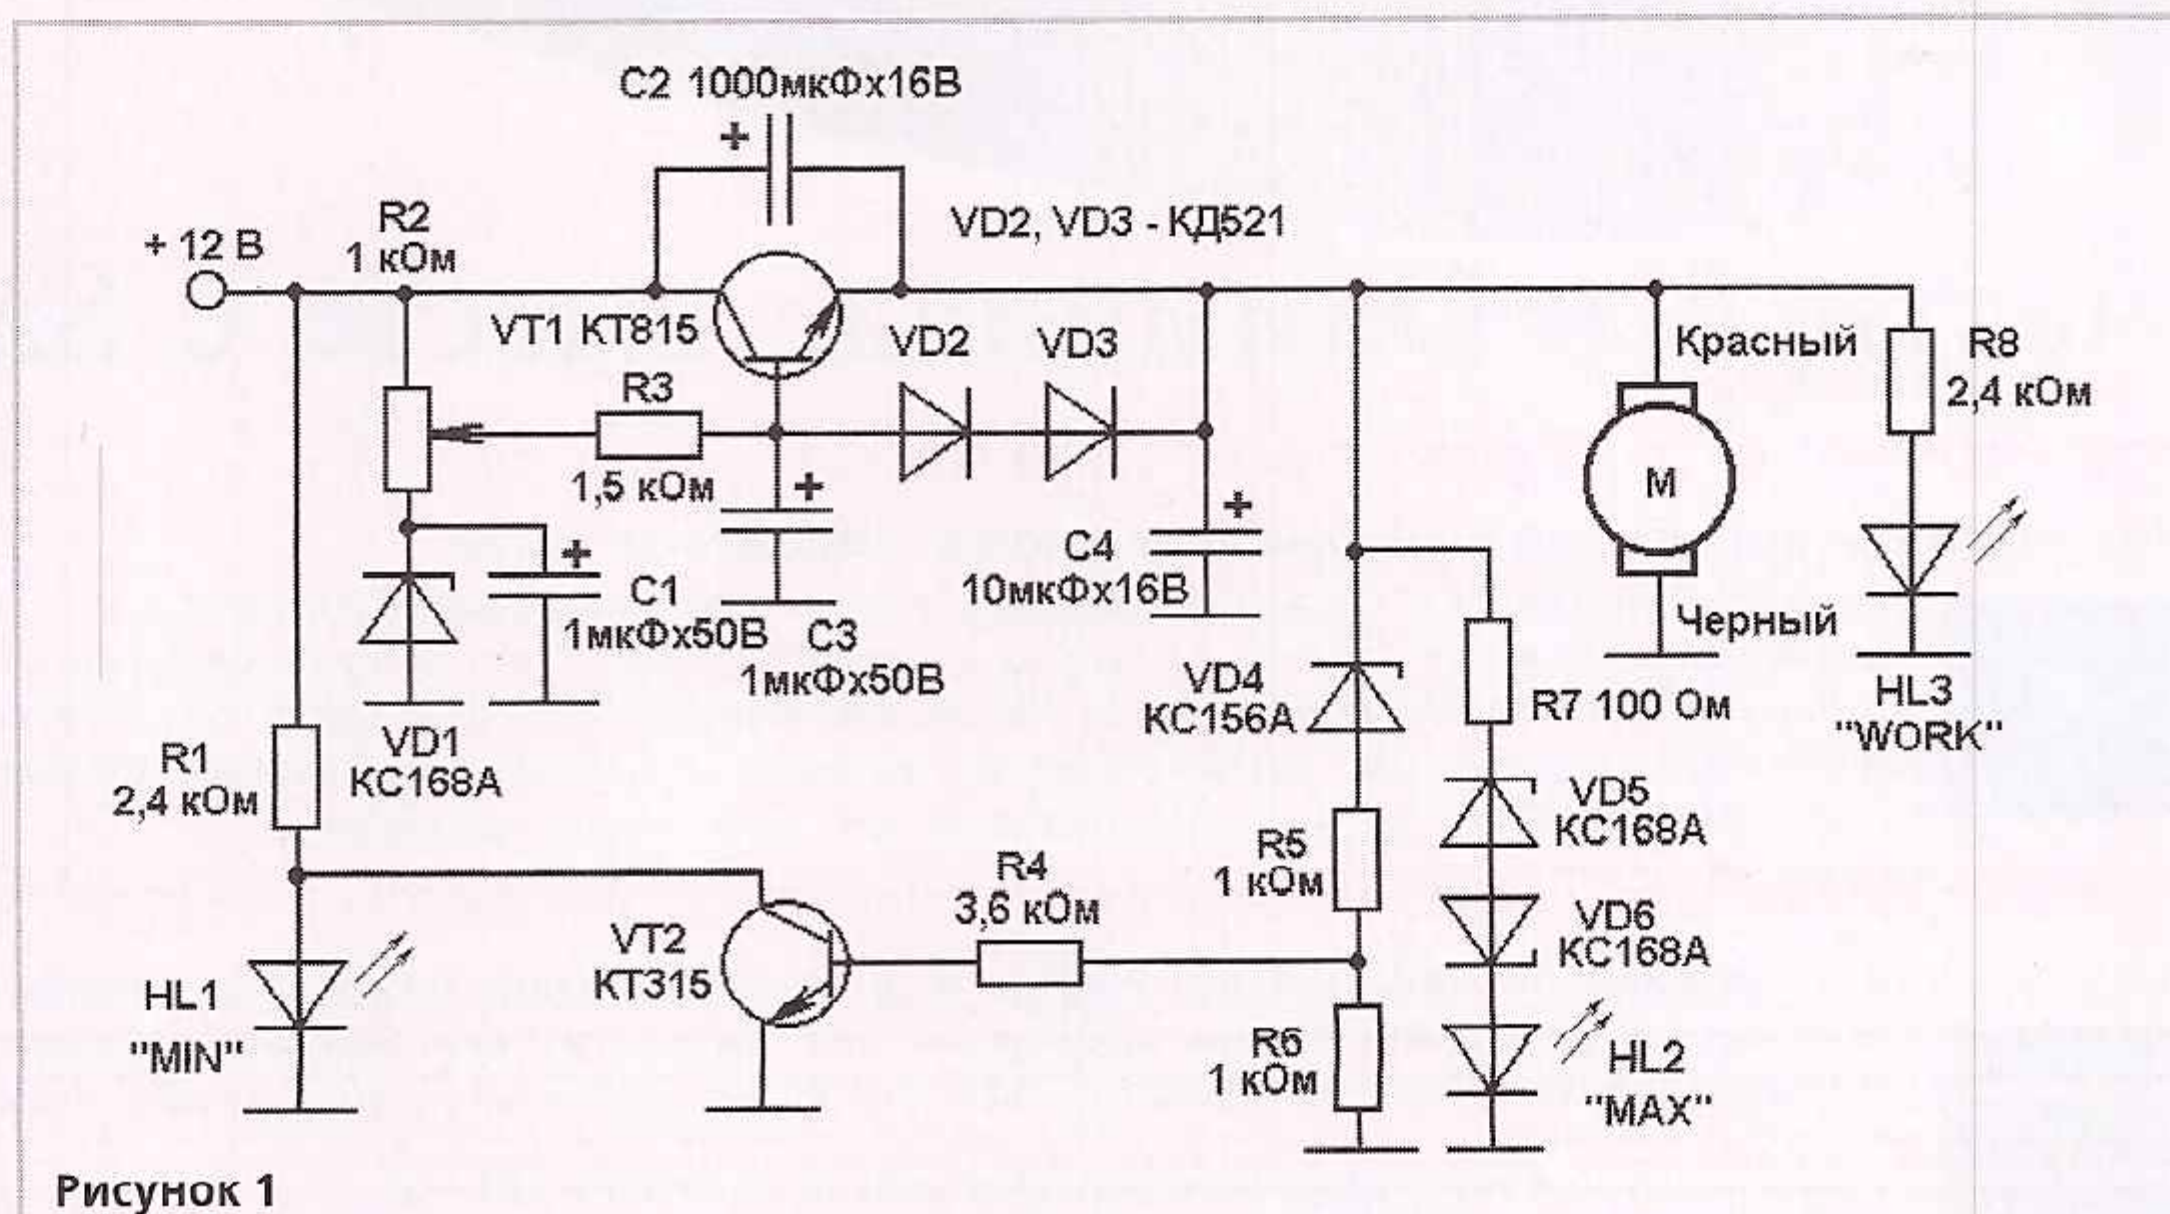 C2 1000мкФх16В
+
R2
1 кОм
+ 12 В
VD2, VD3 - КД521
VT1 КТ815
VD2
VD3
Красный
R8
2,4 кОм
R3
1,5 кОм
+
M
+
C4
10мкФх16В
+
C1
1мкФх50В
C3
1мкФх50В
Черный
VD4
КС156А
R7 100 Ом
HL3
"WORK"
R1
2,4 кОм
VD1
КС168А
VD5
КС168А
R5
1 кОм
R4
3,6 кОм
VD6
КС168А
VT2
КТ315
HL1
"MIN"
R6
1 кОм
HL2
"MAX"
Рисунок 1